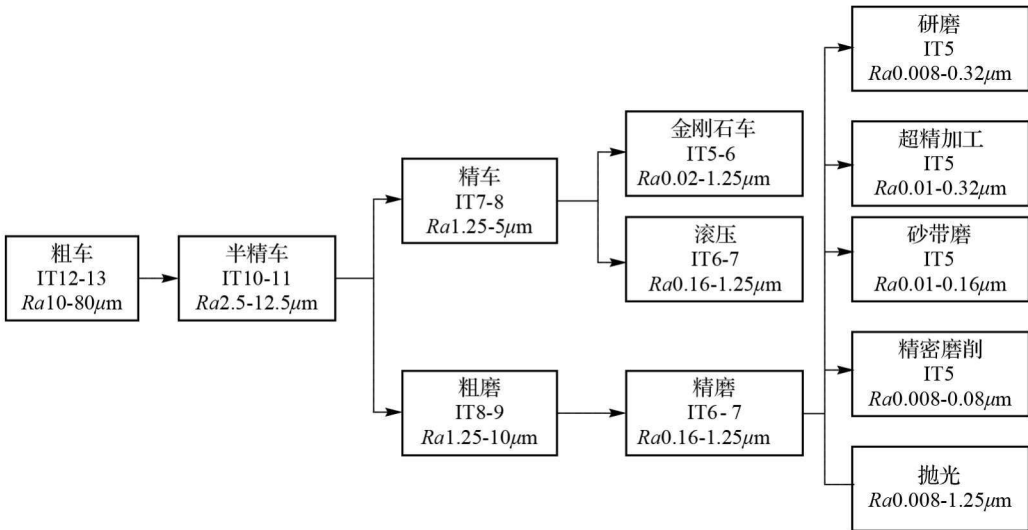 粗车
IT12-13
Ra10-80μm
半精车
IT10-11
Ra2.5-12.5μm
精车
IT7-8
Ra1.25-5μm
粗磨
IT8-9
Ra1.25-10μm
金刚石车
IT5-6
Ra0.02-1.25μm
滚压
IT6-7
Ra0.16-1.25μm
精磨
IT6-7
Ra0.16-1.25μm
研磨
IT5
Ra0.008-0.32μm
超精加工
IT5
Ra0.01-0.32μm
砂带磨
IT5
Ra0.01-0.16μm
精密磨削
IT5
Ra0.008-0.08μm
抛光
Ra0.008-1.25μm